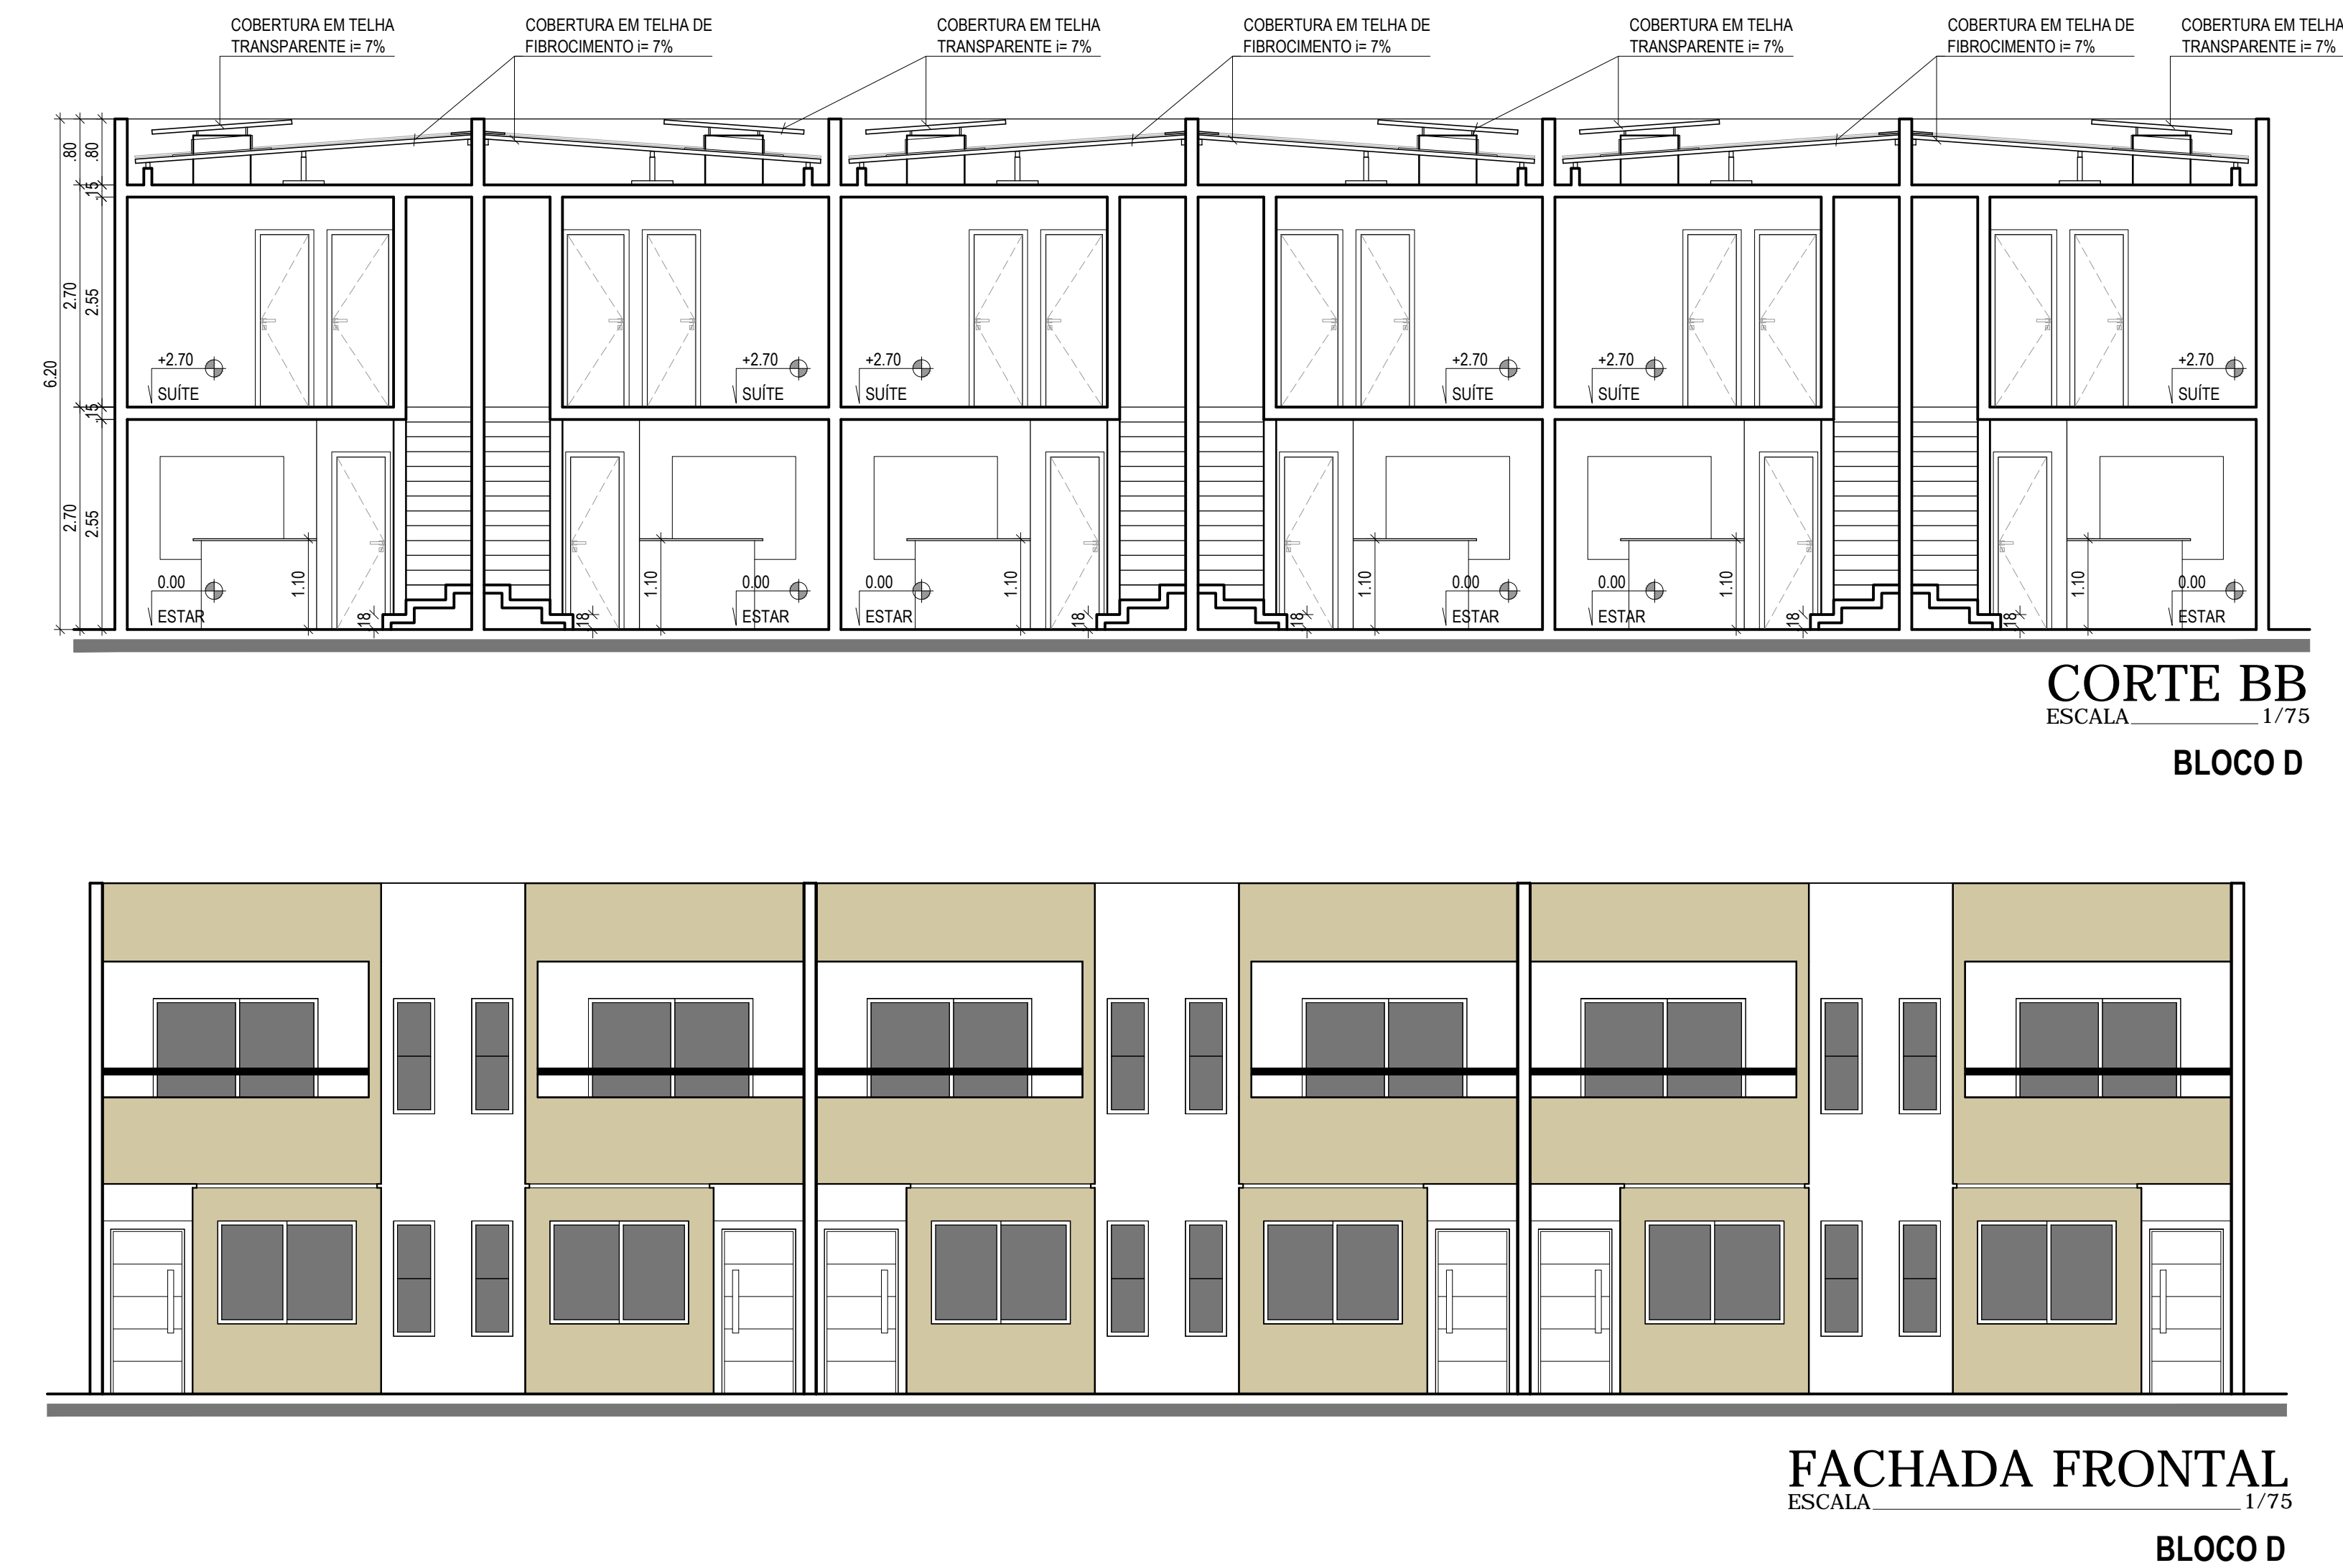 COBERTURA EM TELHA
TRANSPARENTE i= 7%
COBERTURA EM TELHA DE
FIBROCIMENTO i= 7%
COBERTURA EM TELHA
TRANSPARENTE i= 7%
COBERTURA EM TELHA DE
FIBROCIMENTO i= 7%
COBERTURA EM TELHA
TRANSPARENTE i= 7%
COBERTURA EM TELHA DE
FIBROCIMENTO i= 7%
COBERTURA EM TELHA
TRANSPARENTE i= 7%
.80
.80
.15
2.70
2.55
6.20
.15
2.70
2.55
+2.70
SUÍTE
+2.70
SUÍTE
+2.70
SUÍTE
+2.70
SUÍTE
+2.70
SUÍTE
+2.70
SUÍTE
0.00
ESTAR
1.10
18
18
1.10
0.00
ESTAR
0.00
ESTAR
1.10
18
18
1.10
0.00
ESTAR
0.00
ESTAR
1.10
18
18
1.10
0.00
ESTAR
CORTE BB
ESCALA 1/75
BLOCO D
FACHADA FRONTAL
ESCALA 1/75
BLOCO D